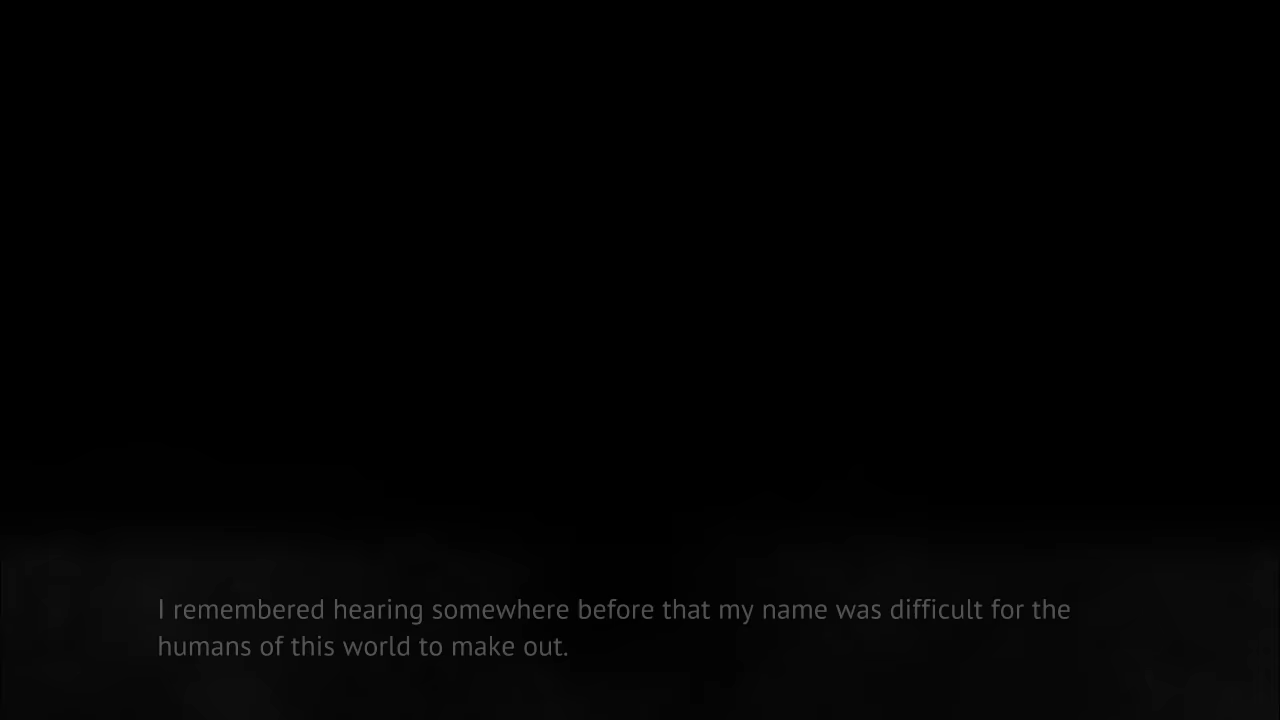 I remembered hearing somewhere before that my name was difficult for the
humans of this world to make out.